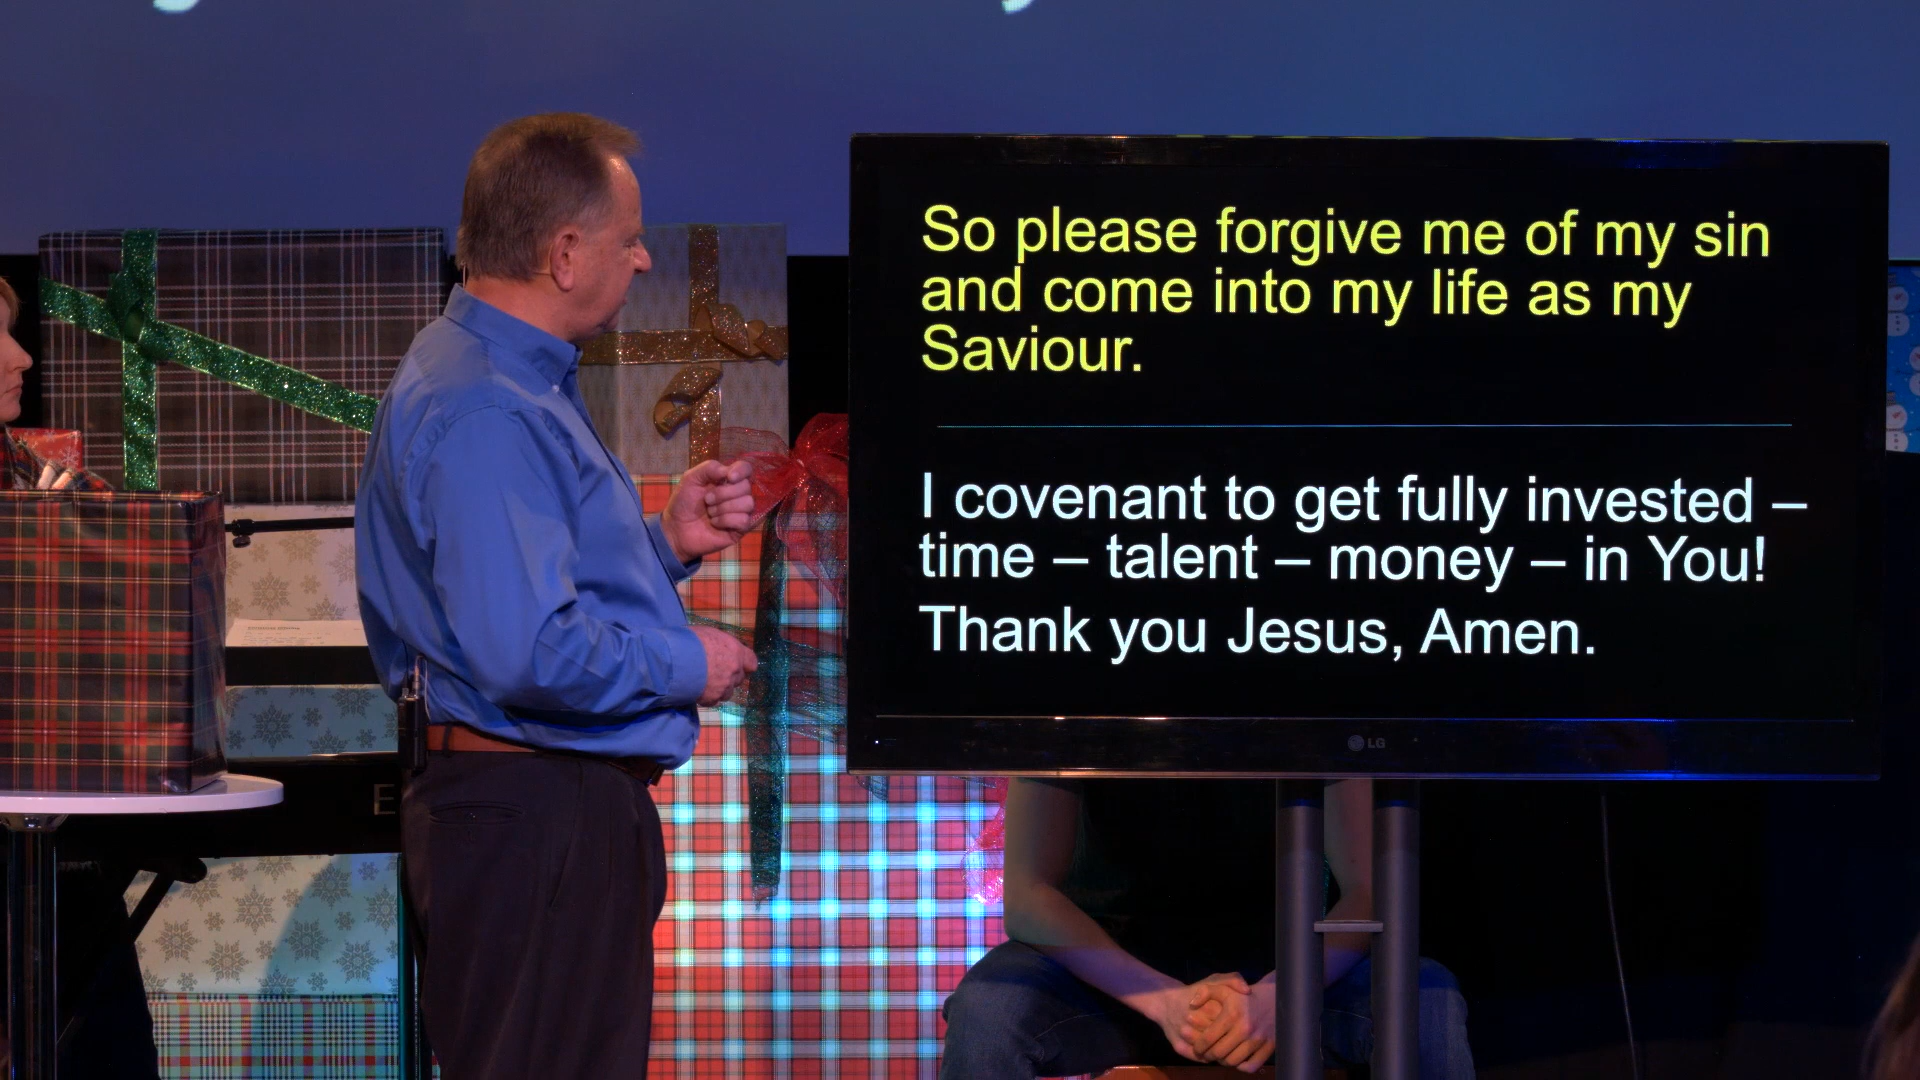 So please forgive me of my sin
and come into my life as my
Saviour.
I covenant to get fully invested –
time – talent – money – in You!
Thank you Jesus, Amen.
LG
E